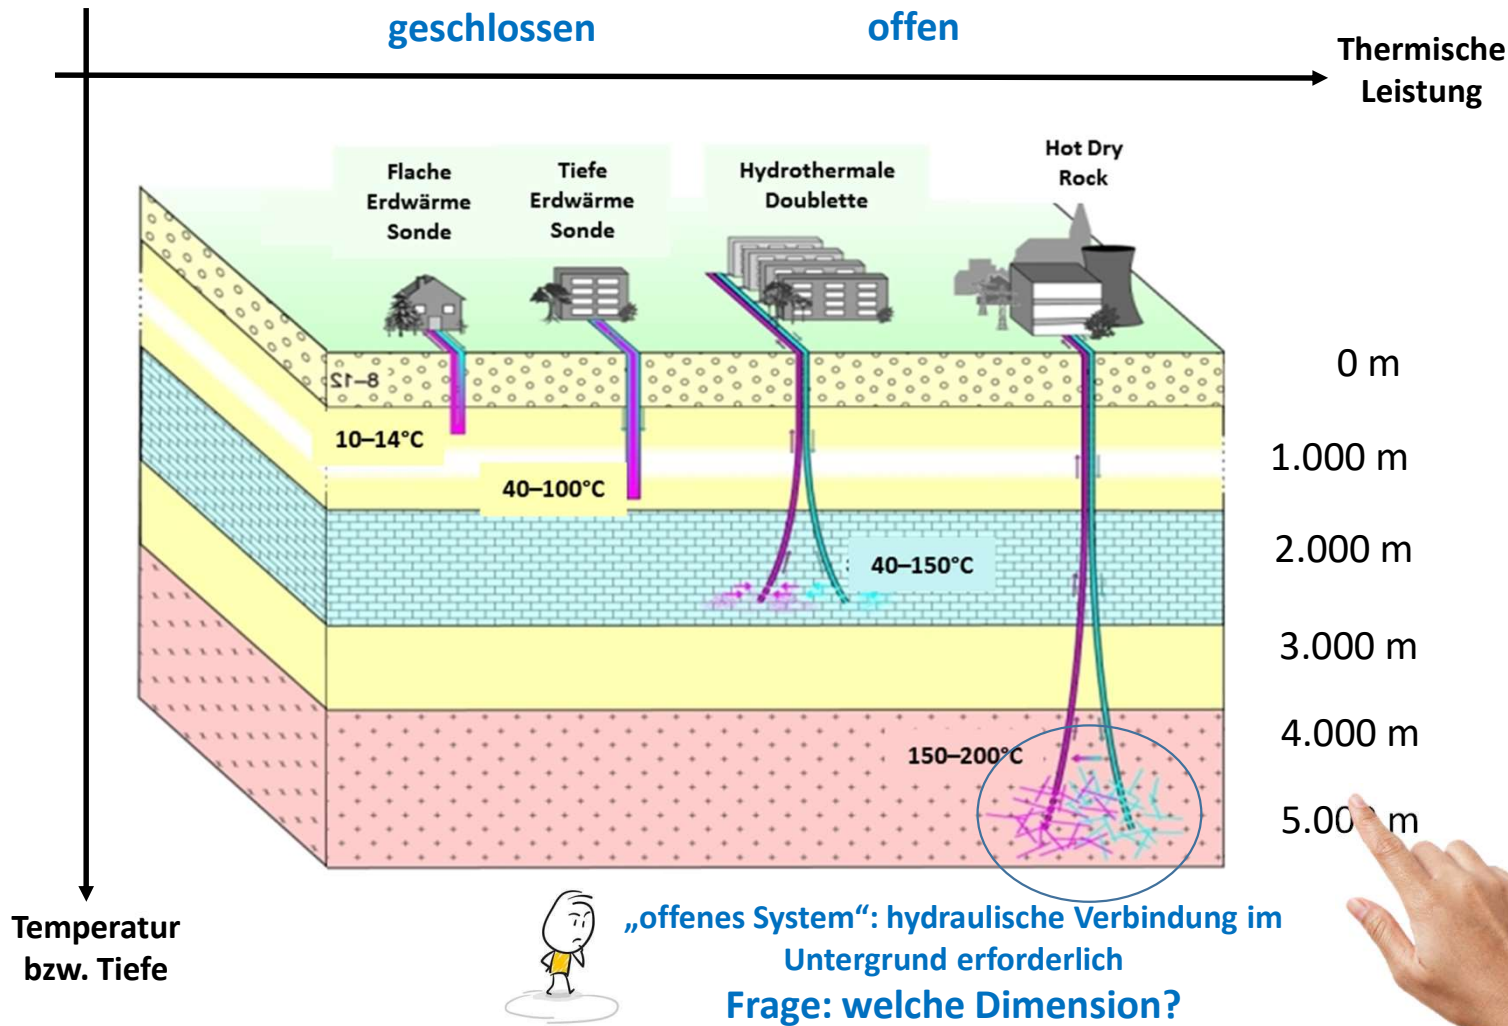 geschlossen
offen
Thermische
Leistung
Flache
Erdwärme
Sonde
Tiefe
Erdwärme
Sonde
Hydrothermale
Doublette
Hot Dry
Rock
8–12
10–14°C
40–100°C
40–150°C
150–200°C
0 m
1.000 m
2.000 m
3.000 m
4.000 m
5.000 m
Temperatur
bzw. Tiefe
„offenes System“: hydraulische Verbindung im
Untergrund erforderlich
Frage: welche Dimension?